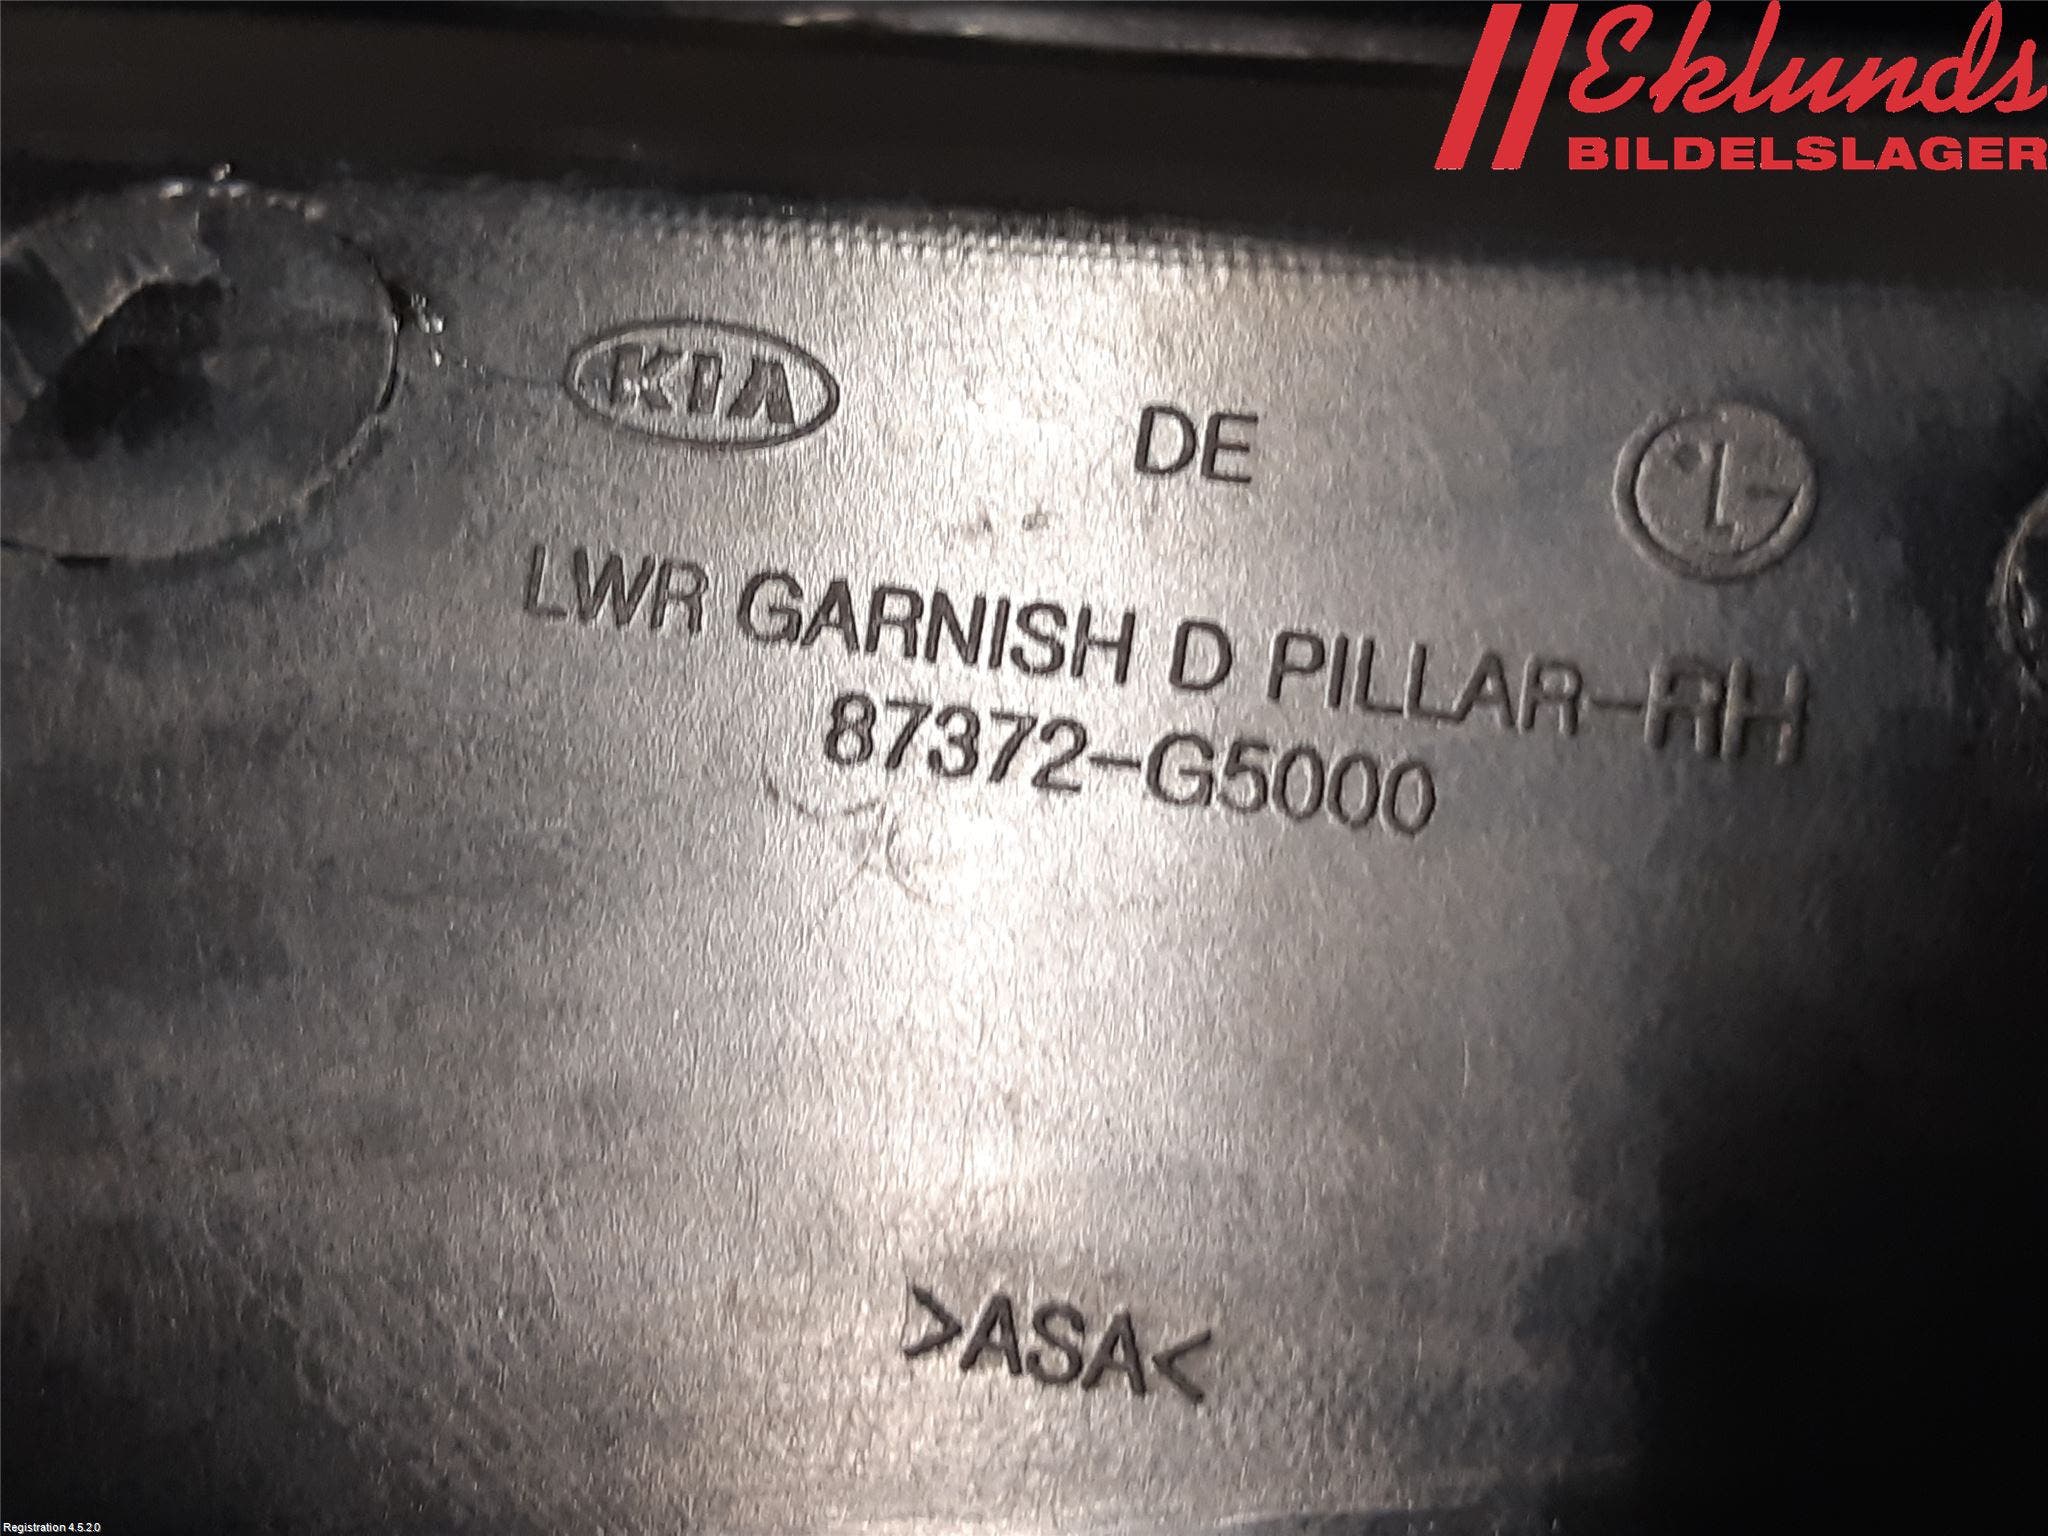 Eklunds
BILDELSLAGER
KIA
DE
LWR GARNISH D PILLAR-RH
87372-G5000
>ASA<
Registration 4.5.2.0